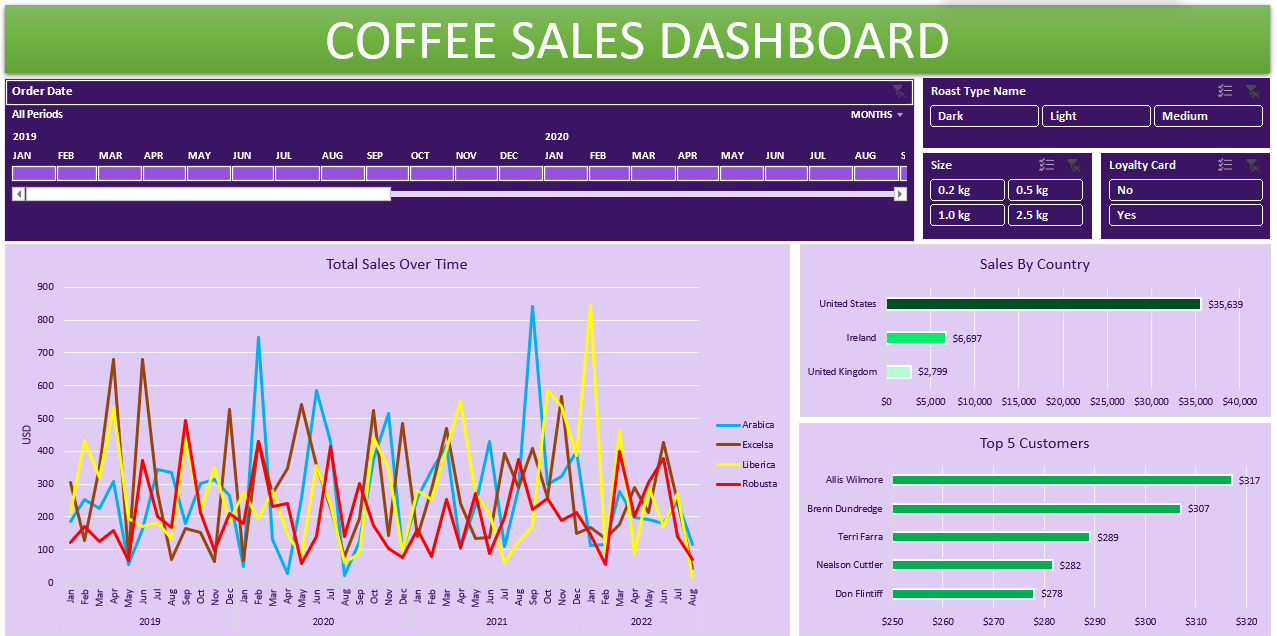 COFFEE SALES DASHBOARD
Order Date
All Periods
MONTHS
2019 2020
JAN FEB MAR APR MAY JUN JUL AUG SEP OCT NOV DEC JAN FEB MAR APR MAY JUN JUL AUG S
Roast Type Name
Dark Light Medium
Size
0.2 kg 0.5 kg
1.0 kg 2.5 kg
Loyalty Card
No
Yes
Total Sales Over Time
900
800
700
600
500
400
300
200
100
0
USD
Jan Feb Mar Apr May Jun Jul Aug Sep Oct Nov Dec Jan Feb Mar Apr May Jun Jul Aug Sep Oct Nov Dec Jan Feb Mar Apr May Jun Jul Aug Sep Oct Nov Dec Jan Feb Mar Apr May Jun Jul Aug
2019 2020 2021 2022
Arabica
Excelsa
Liberica
Robusta
Sales By Country
United States $35,639
Ireland $6,697
United Kingdom $2,799
$0 $5,000 $10,000 $15,000 $20,000 $25,000 $30,000 $35,000 $40,000
Top 5 Customers
Allis Wilmore $317
Brenn Dundredge $307
Terri Farra $289
Nealson Cuttler $282
Don Flintiff $278
$250 $260 $270 $280 $290 $300 $310 $320